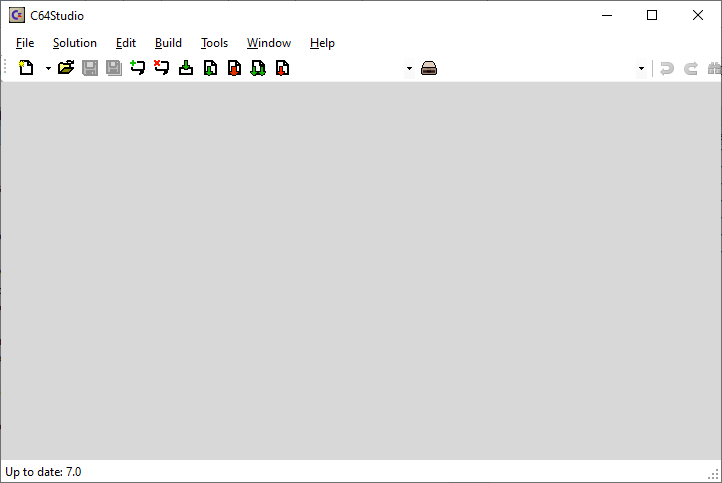 C64Studio
File Solution Edit Build Tools Window Help
Up to date: 7.0